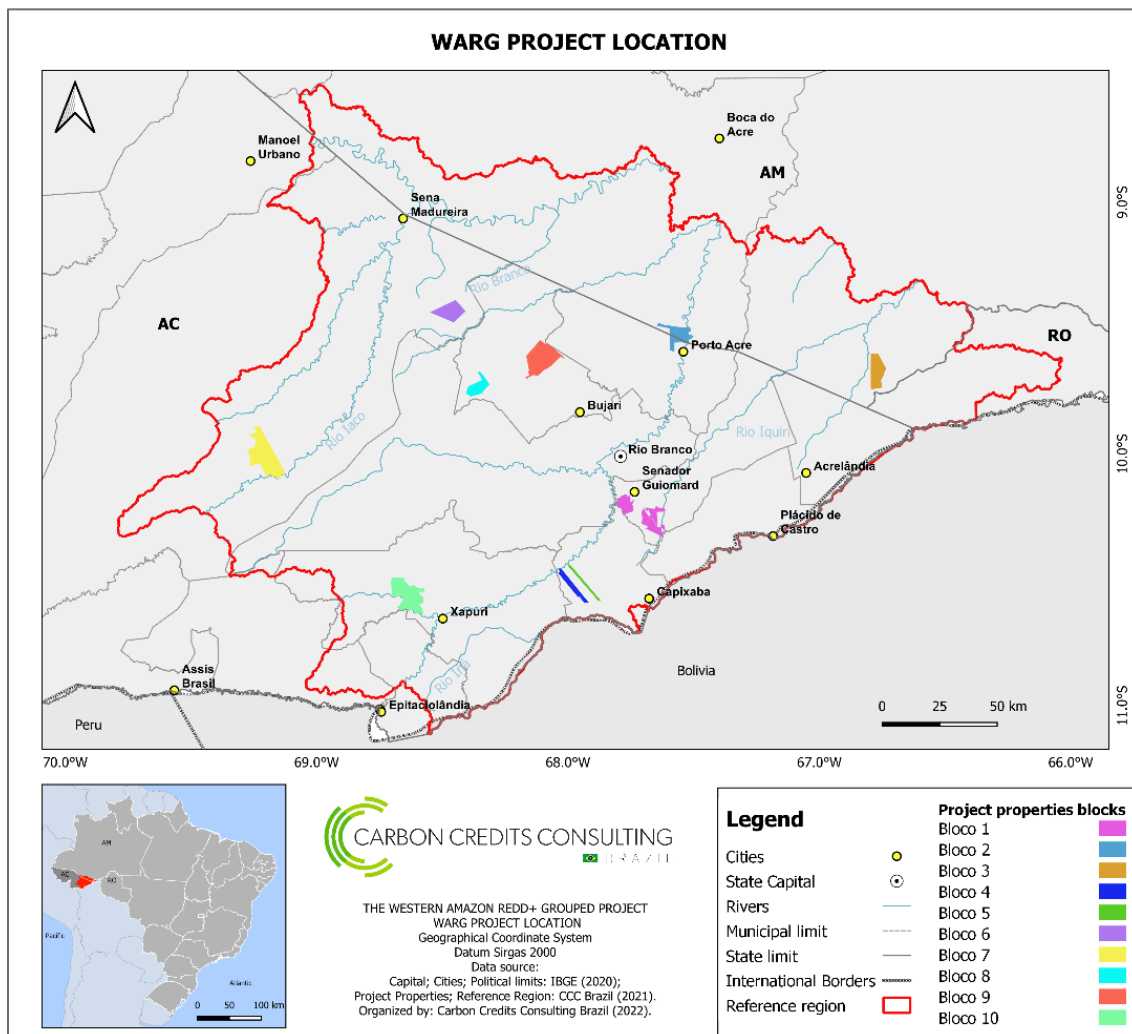 WARG PROJECT LOCATION
Boca do
Acre
Manoel
Urbano
AM
Sena
Madureira
9.0°S
Rio Branco
AC
RO
Porto Acre
Bujari
Rio Iaco
Rio Iquiri
Rio Branco
10.0°S
Senador
Guiomard
Acrelândia
Plácido de
Castro
Capixaba
Xapuri
Assis
Brasil
Bolivia
Epitaciolândia
Peru
0 25 50 km
11.0°S
70.0°W 69.0°W 68.0°W 67.0°W 66.0°W
AM
AC
RO
Pacific
Atlantic
0 50 100 km
CARBON CREDITS CONSULTING
BRAZIL
THE WESTERN AMAZON REDD+ GROUPED PROJECT
WARG PROJECT LOCATION
Geographical Coordinate System
Datum Sirgas 2000
Data source:
Capital; Cities; Political limits: IBGE (2020);
Project Properties; Reference Region: CCC Brazil (2021).
Organized by: Carbon Credits Consulting Brazil (2022).
Legend
Cities
State Capital
Rivers
Municipal limit
State limit
International Borders
Reference region
Project properties blocks
Bloco 1
Bloco 2
Bloco 3
Bloco 4
Bloco 5
Bloco 6
Bloco 7
Bloco 8
Bloco 9
Bloco 10